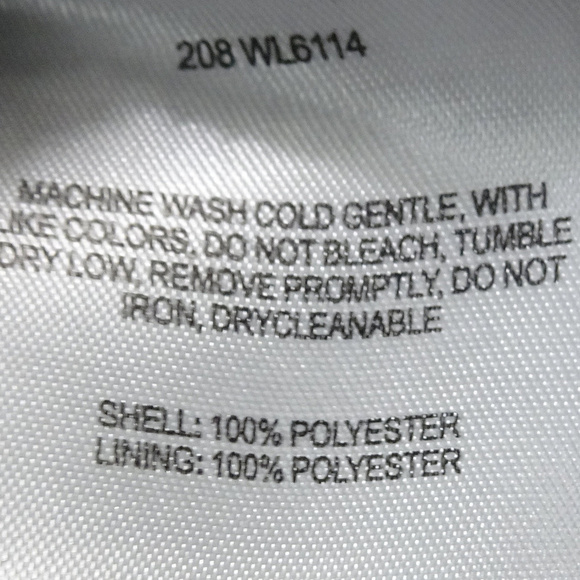 208 WL6114
MACHINE WASH COLD GENTLE, WITH
LIKE COLORS, DO NOT BLEACH, TUMBLE
DRY LOW, REMOVE PROMPTLY, DO NOT
IRON, DRYCLEANABLE
SHELL: 100% POLYESTER
LINING: 100% POLYESTER